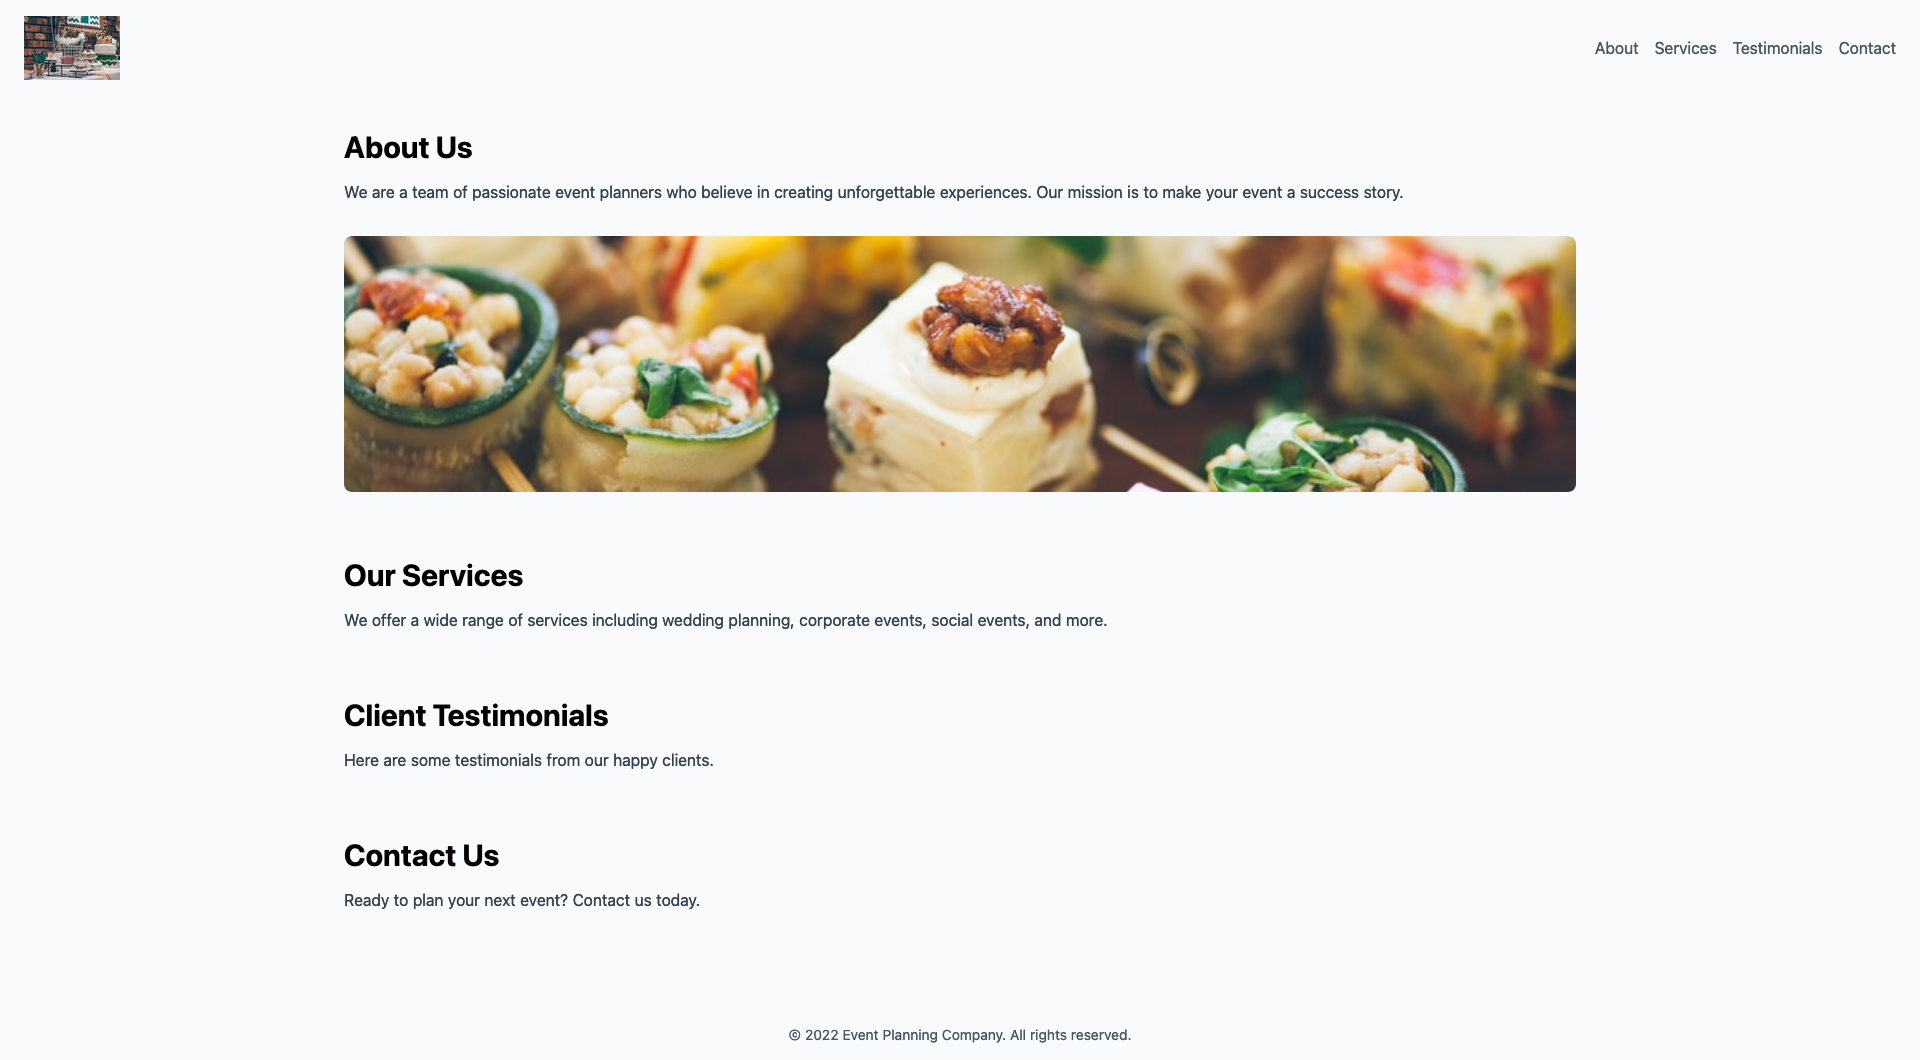 About Services Testimonials Contact
About Us
We are a team of passionate event planners who believe in creating unforgettable experiences. Our mission is to make your event a success story.
Our Services
We offer a wide range of services including wedding planning, corporate events, social events, and more.
Client Testimonials
Here are some testimonials from our happy clients.
Contact Us
Ready to plan your next event? Contact us today.
© 2022 Event Planning Company. All rights reserved.